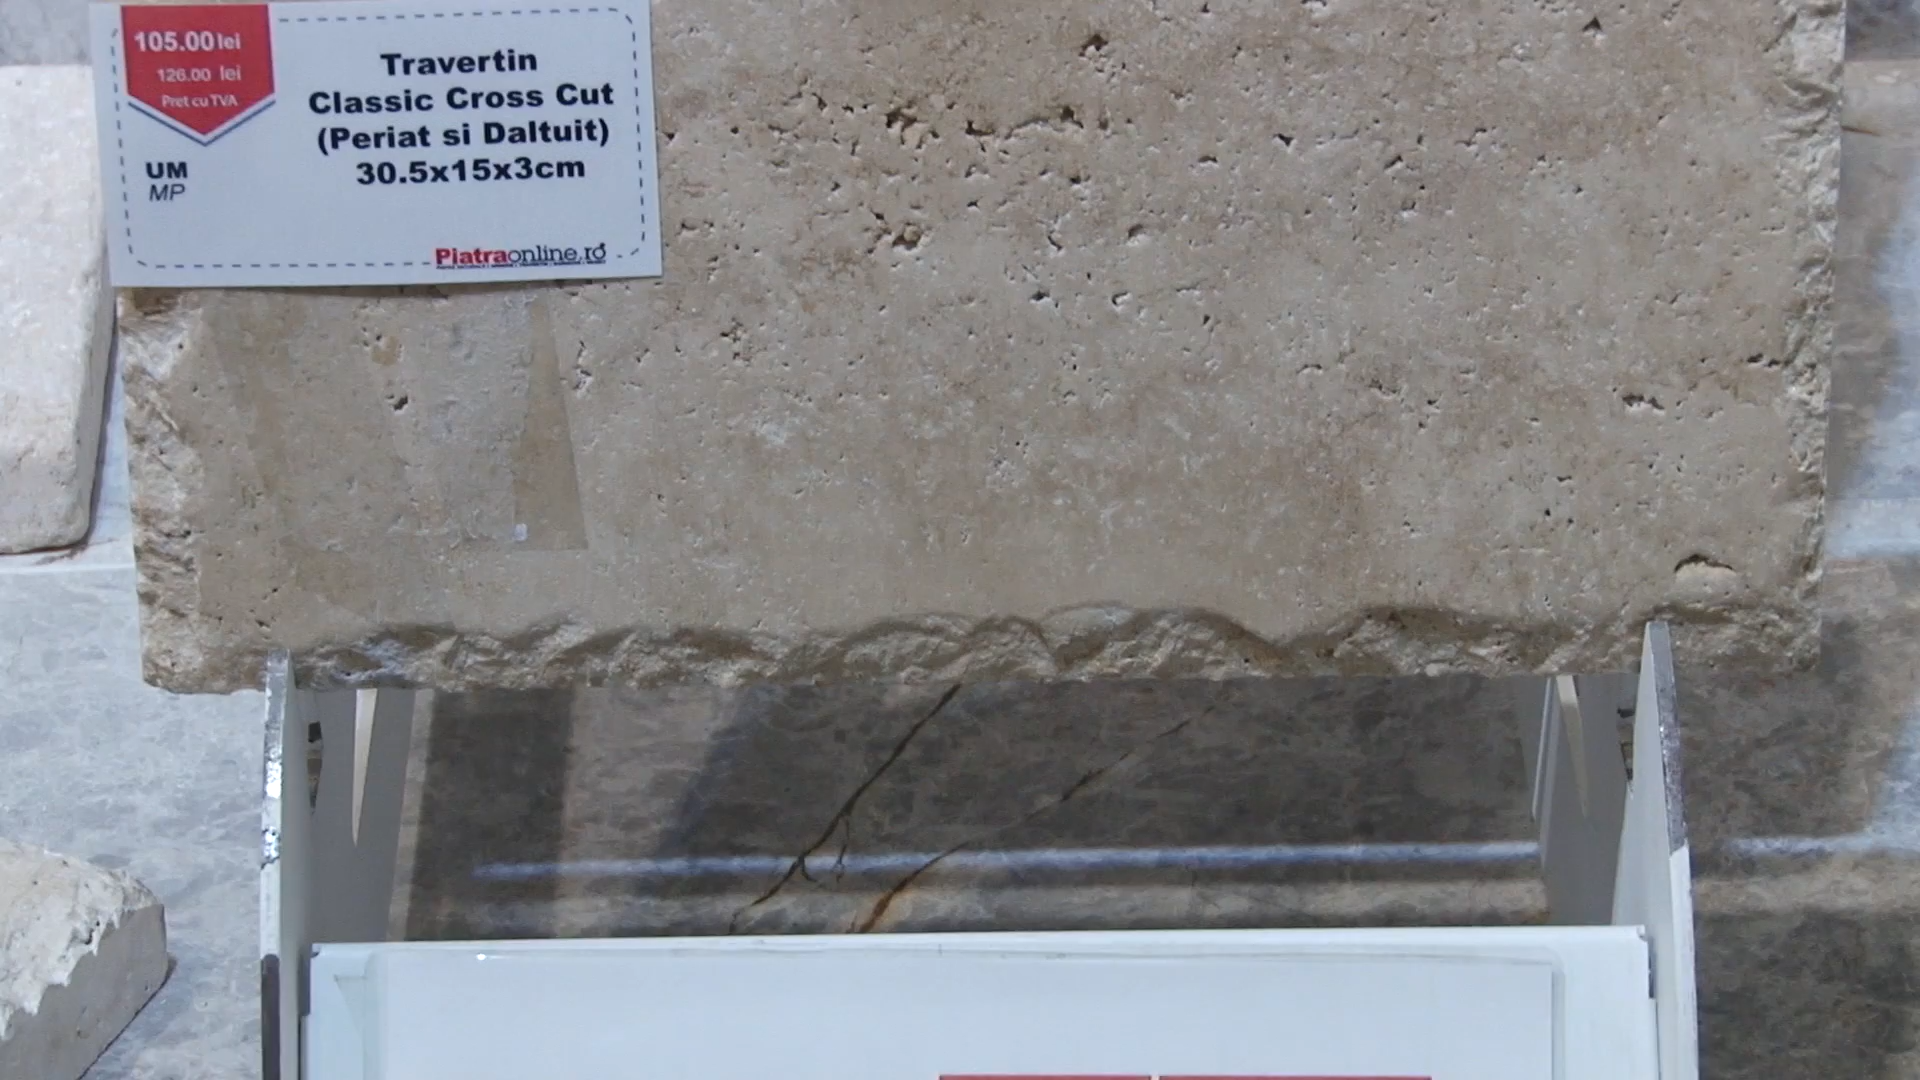 105.00 lei
126.00 lei
Pret cu TVA
UM
MP
Travertin
Classic Cross Cut
(Periat si Daltuit)
30.5x15x3cm
Piatraonline.ro